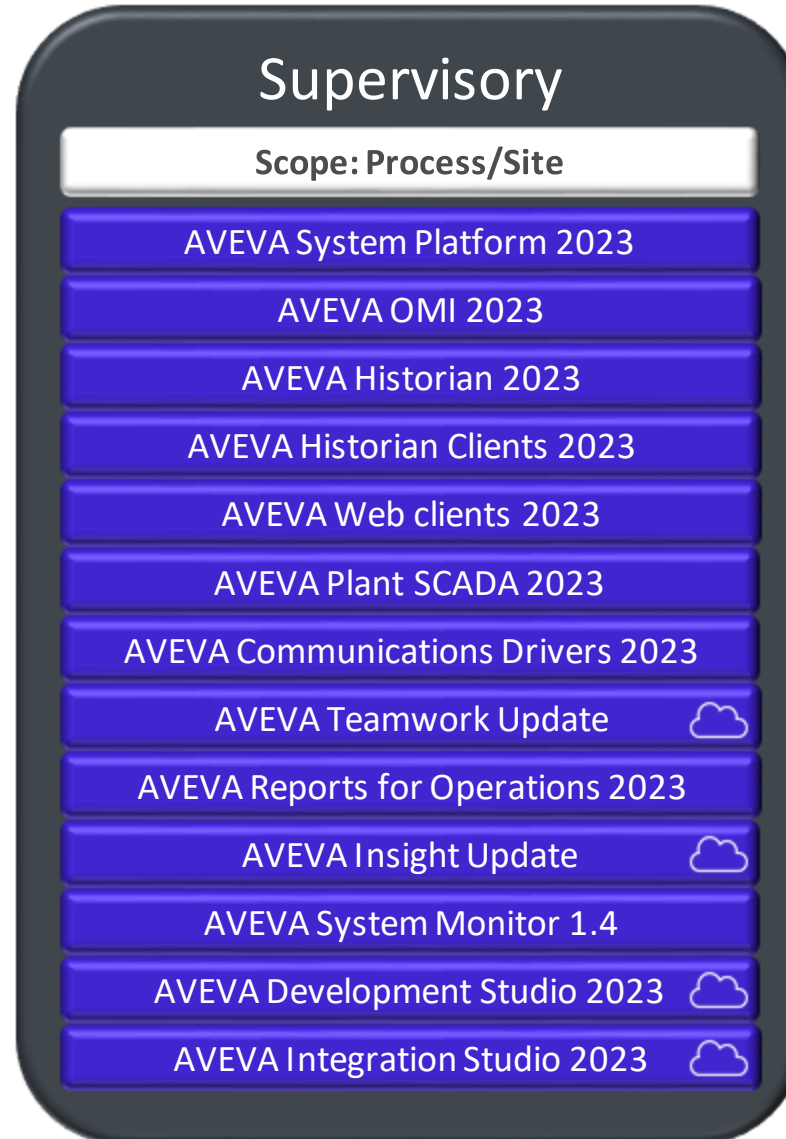 Supervisory
Scope: Process/Site
AVEVA System Platform 2023
AVEVA OMI 2023
AVEVA Historian 2023
AVEVA Historian Clients 2023
AVEVA Web clients 2023
AVEVA Plant SCADA 2023
AVEVA Communications Drivers 2023
AVEVA Teamwork Update
AVEVA Reports for Operations 2023
AVEVA Insight Update
AVEVA System Monitor 1.4
AVEVA Development Studio 2023
AVEVA Integration Studio 2023